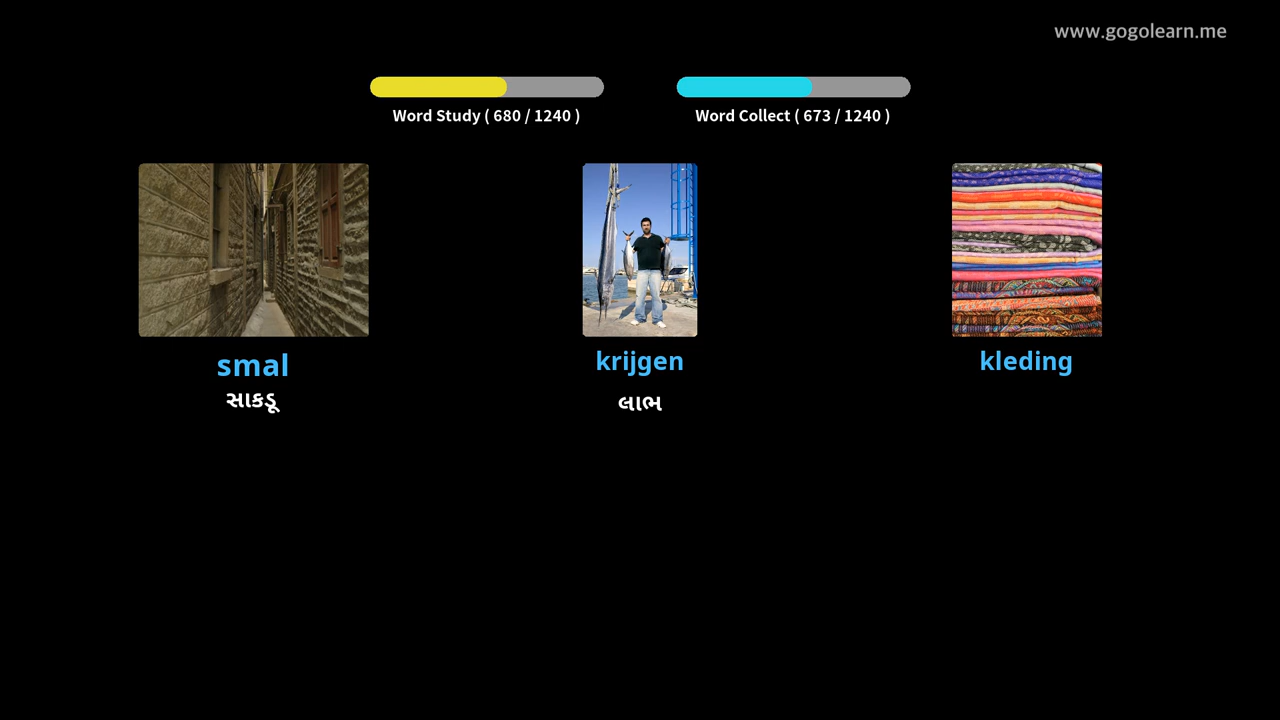 www.gogolearn.me
Word Study ( 680 / 1240 )
Word Collect ( 673 / 1240 )
smal
krijgen
kleding
સાકડૂ
લાભ